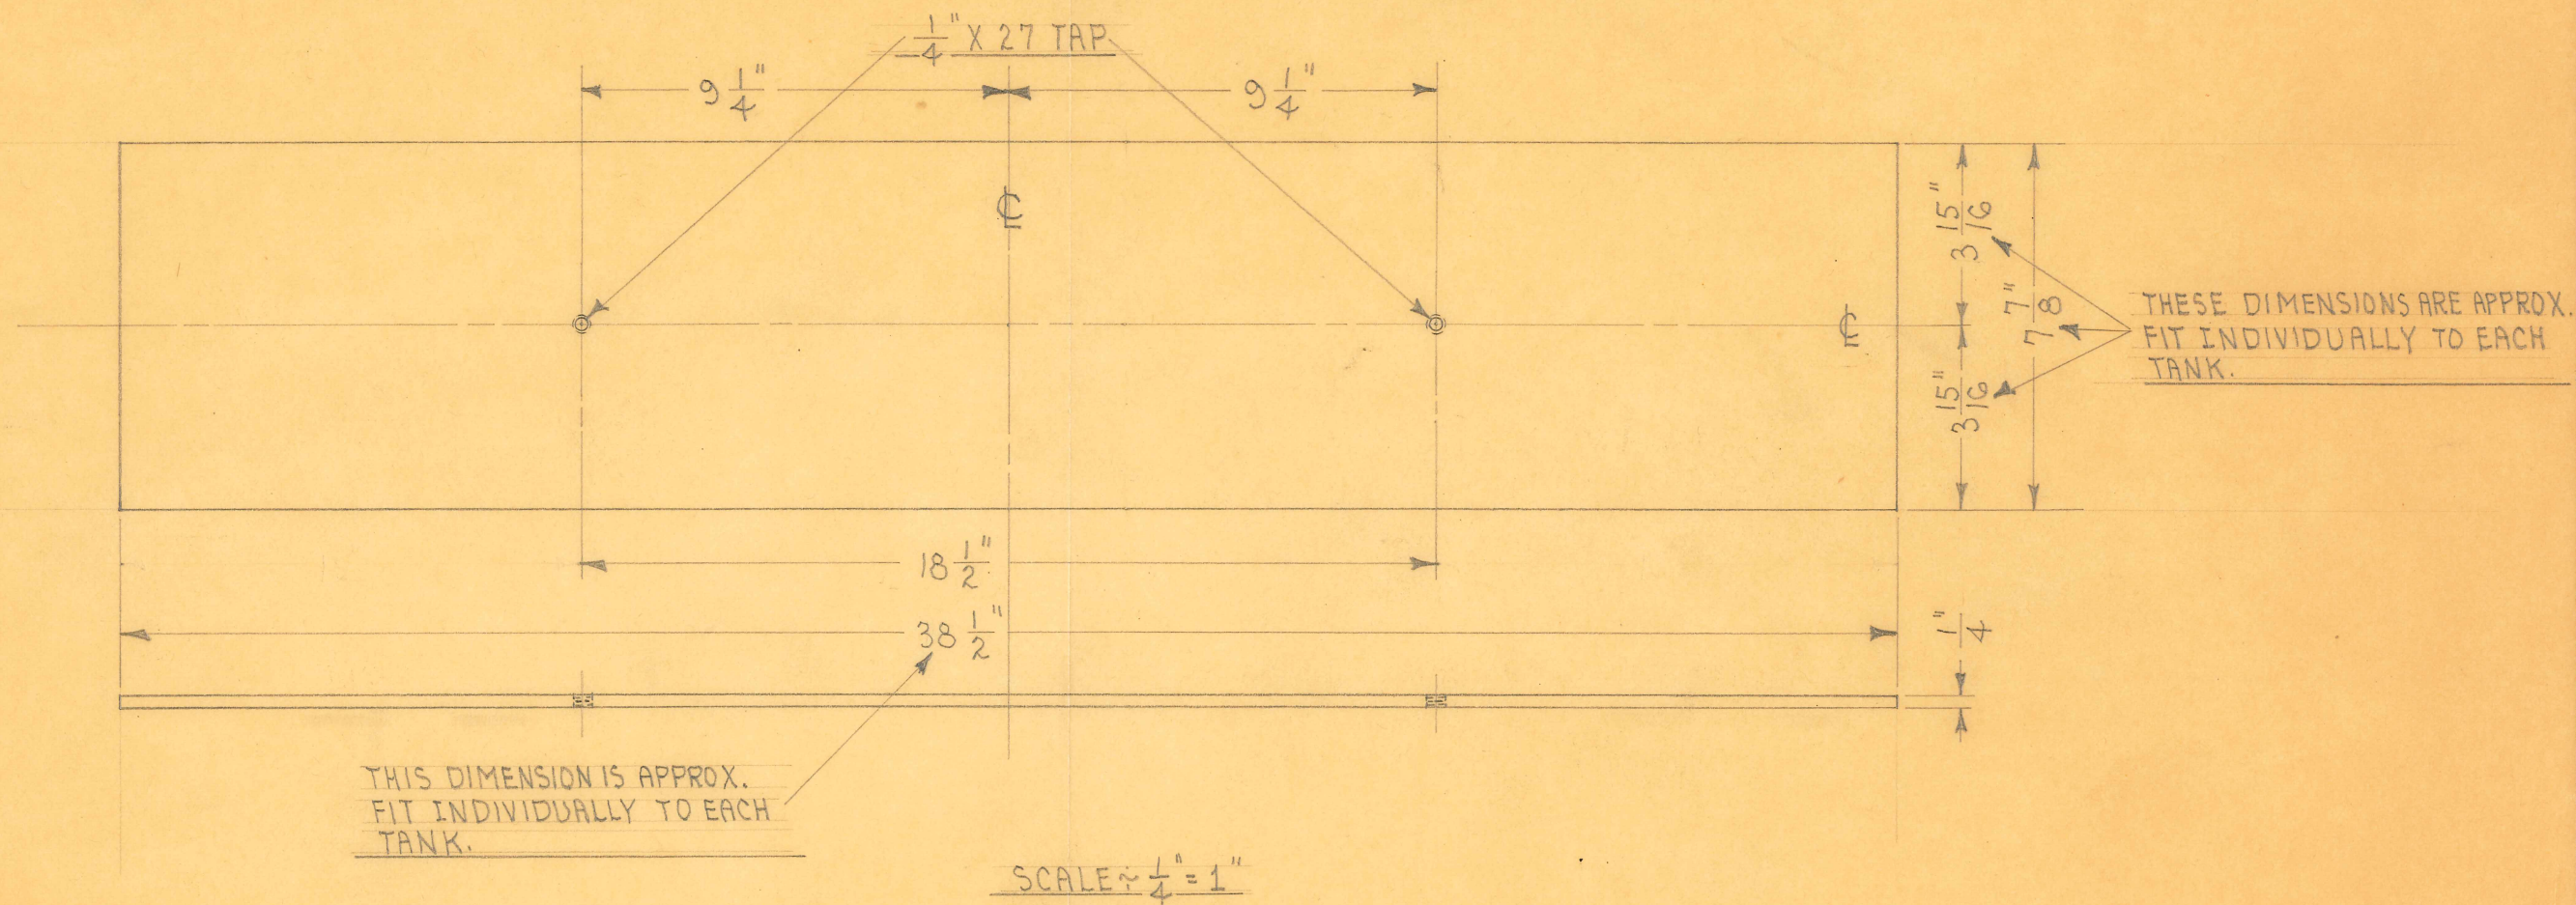 1/4" X 27 TAP
9 1/4"
9 1/4"
℄
3 15/16"
7 7/8"
℄
3 15/16"
THESE DIMENSIONS ARE APPROX.
FIT INDIVIDUALLY TO EACH
TANK.
18 1/2"
38 1/2"
1/4"
THIS DIMENSION IS APPROX.
FIT INDIVIDUALLY TO EACH
TANK.
SCALE ~ 1/4" = 1"